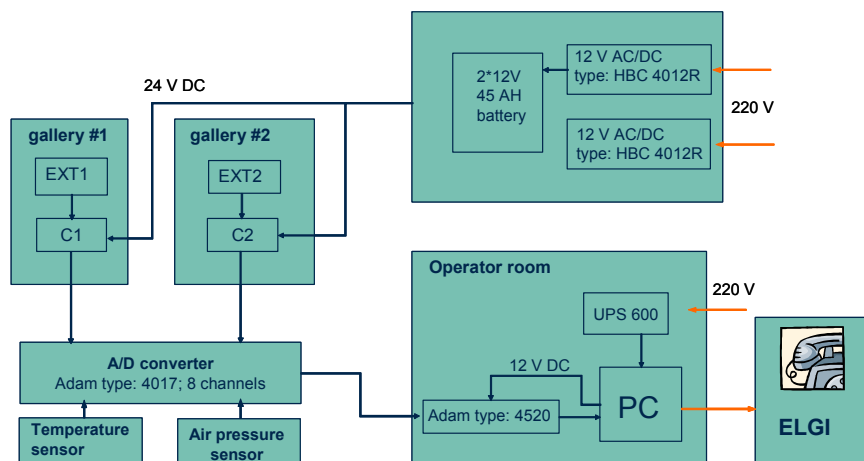 12 V AC/DC
type: HBC 4012R
2*12V
45 AH
battery
24 V DC
220 V
12 V AC/DC
type: HBC 4012R
gallery #1
gallery #2
EXT1
EXT2
C1
C2
Operator room
220 V
UPS 600
A/D converter
Adam type: 4017; 8 channels
12 V DC
Adam type: 4520
PC
ELGI
Temperature
sensor
Air pressure
sensor